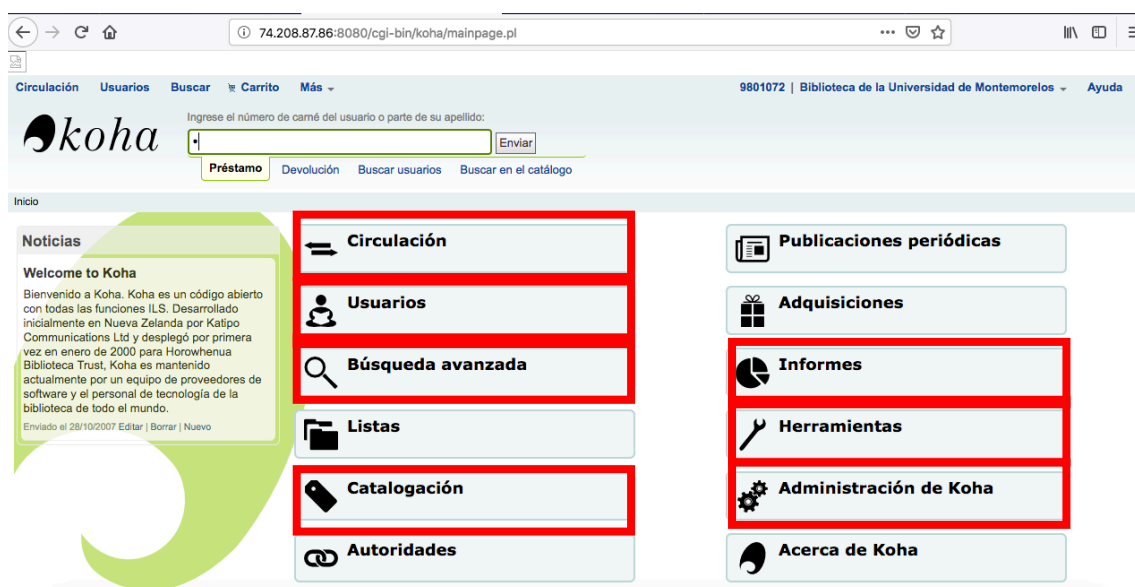 74.208.87.86:8080/cgi-bin/koha/mainpage.pl
Circulación Usuarios Buscar Carrito Más
9801072 | Biblioteca de la Universidad de Montemorelos Ayuda
koha
Ingrese el número de carné del usuario o parte de su apellido:
Enviar
Préstamo Devolución Buscar usuarios Buscar en el catálogo
Inicio
Noticias
Welcome to Koha
Bienvenido a Koha. Koha es un código abierto
con todas las funciones ILS. Desarrollado
inicialmente en Nueva Zelanda por Katipo
Communications Ltd y desplegó por primera
vez en enero de 2000 para Horowhenua
Biblioteca Trust, Koha es mantenido
actualmente por un equipo de proveedores de
software y el personal de tecnología de la
biblioteca de todo el mundo.
Enviado el 28/10/2007 Editar | Borrar | Nuevo
Circulación
Usuarios
Búsqueda avanzada
Listas
Catalogación
Autoridades
Publicaciones periódicas
Adquisiciones
Informes
Herramientas
Administración de Koha
Acerca de Koha